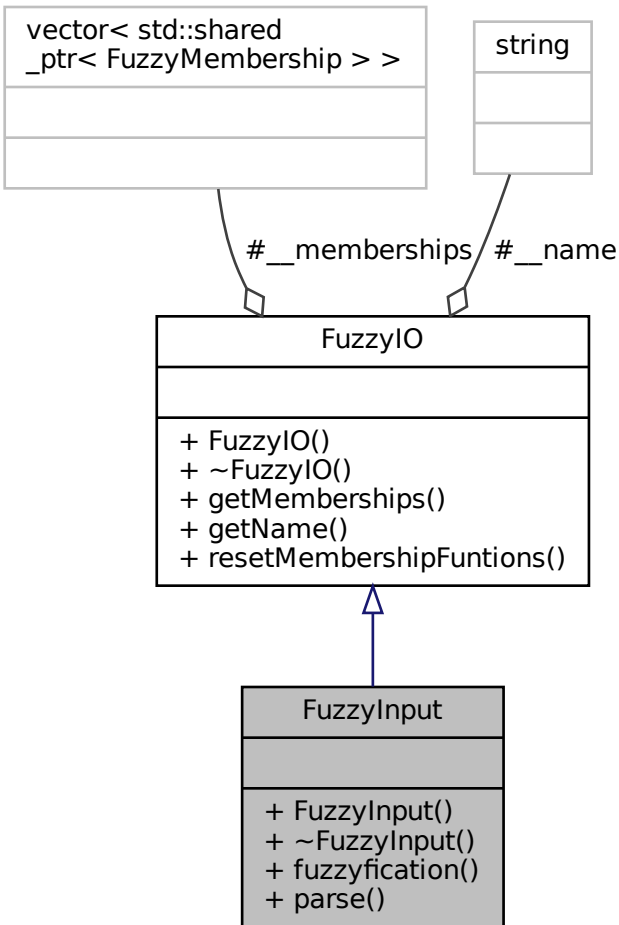 vector< std::shared
_ptr< FuzzyMembership > >
string
#__memberships
#__name
FuzzyIO
+ FuzzyIO()
+ ~FuzzyIO()
+ getMemberships()
+ getName()
+ resetMembershipFuntions()
FuzzyInput
+ FuzzyInput()
+ ~FuzzyInput()
+ fuzzyfication()
+ parse()